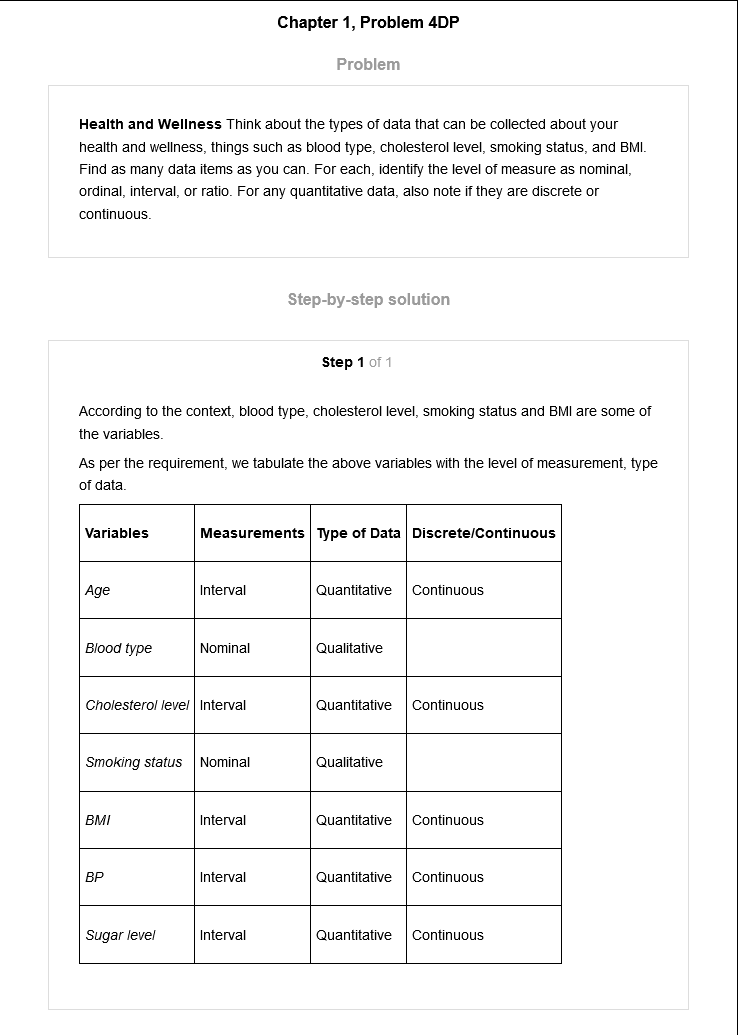 Chapter 1, Problem 4DP
Problem
Health and Wellness Think about the types of data that can be collected about your
health and wellness, things such as blood type, cholesterol level, smoking status, and BMI.
Find as many data items as you can. For each, identify the level of measure as nominal,
ordinal, interval, or ratio. For any quantitative data, also note if they are discrete or
continuous.
Step-by-step solution
Step 1 of 1
According to the context, blood type, cholesterol level, smoking status and BMI are some of
the variables.
As per the requirement, we tabulate the above variables with the level of measurement, type
of data.
Variables Measurements Type of Data Discrete/Continuous
Age Interval Quantitative Continuous
Blood type Nominal Qualitative
Cholesterol level Interval Quantitative Continuous
Smoking status Nominal Qualitative
BMI Interval Quantitative Continuous
BP Interval Quantitative Continuous
Sugar level Interval Quantitative Continuous